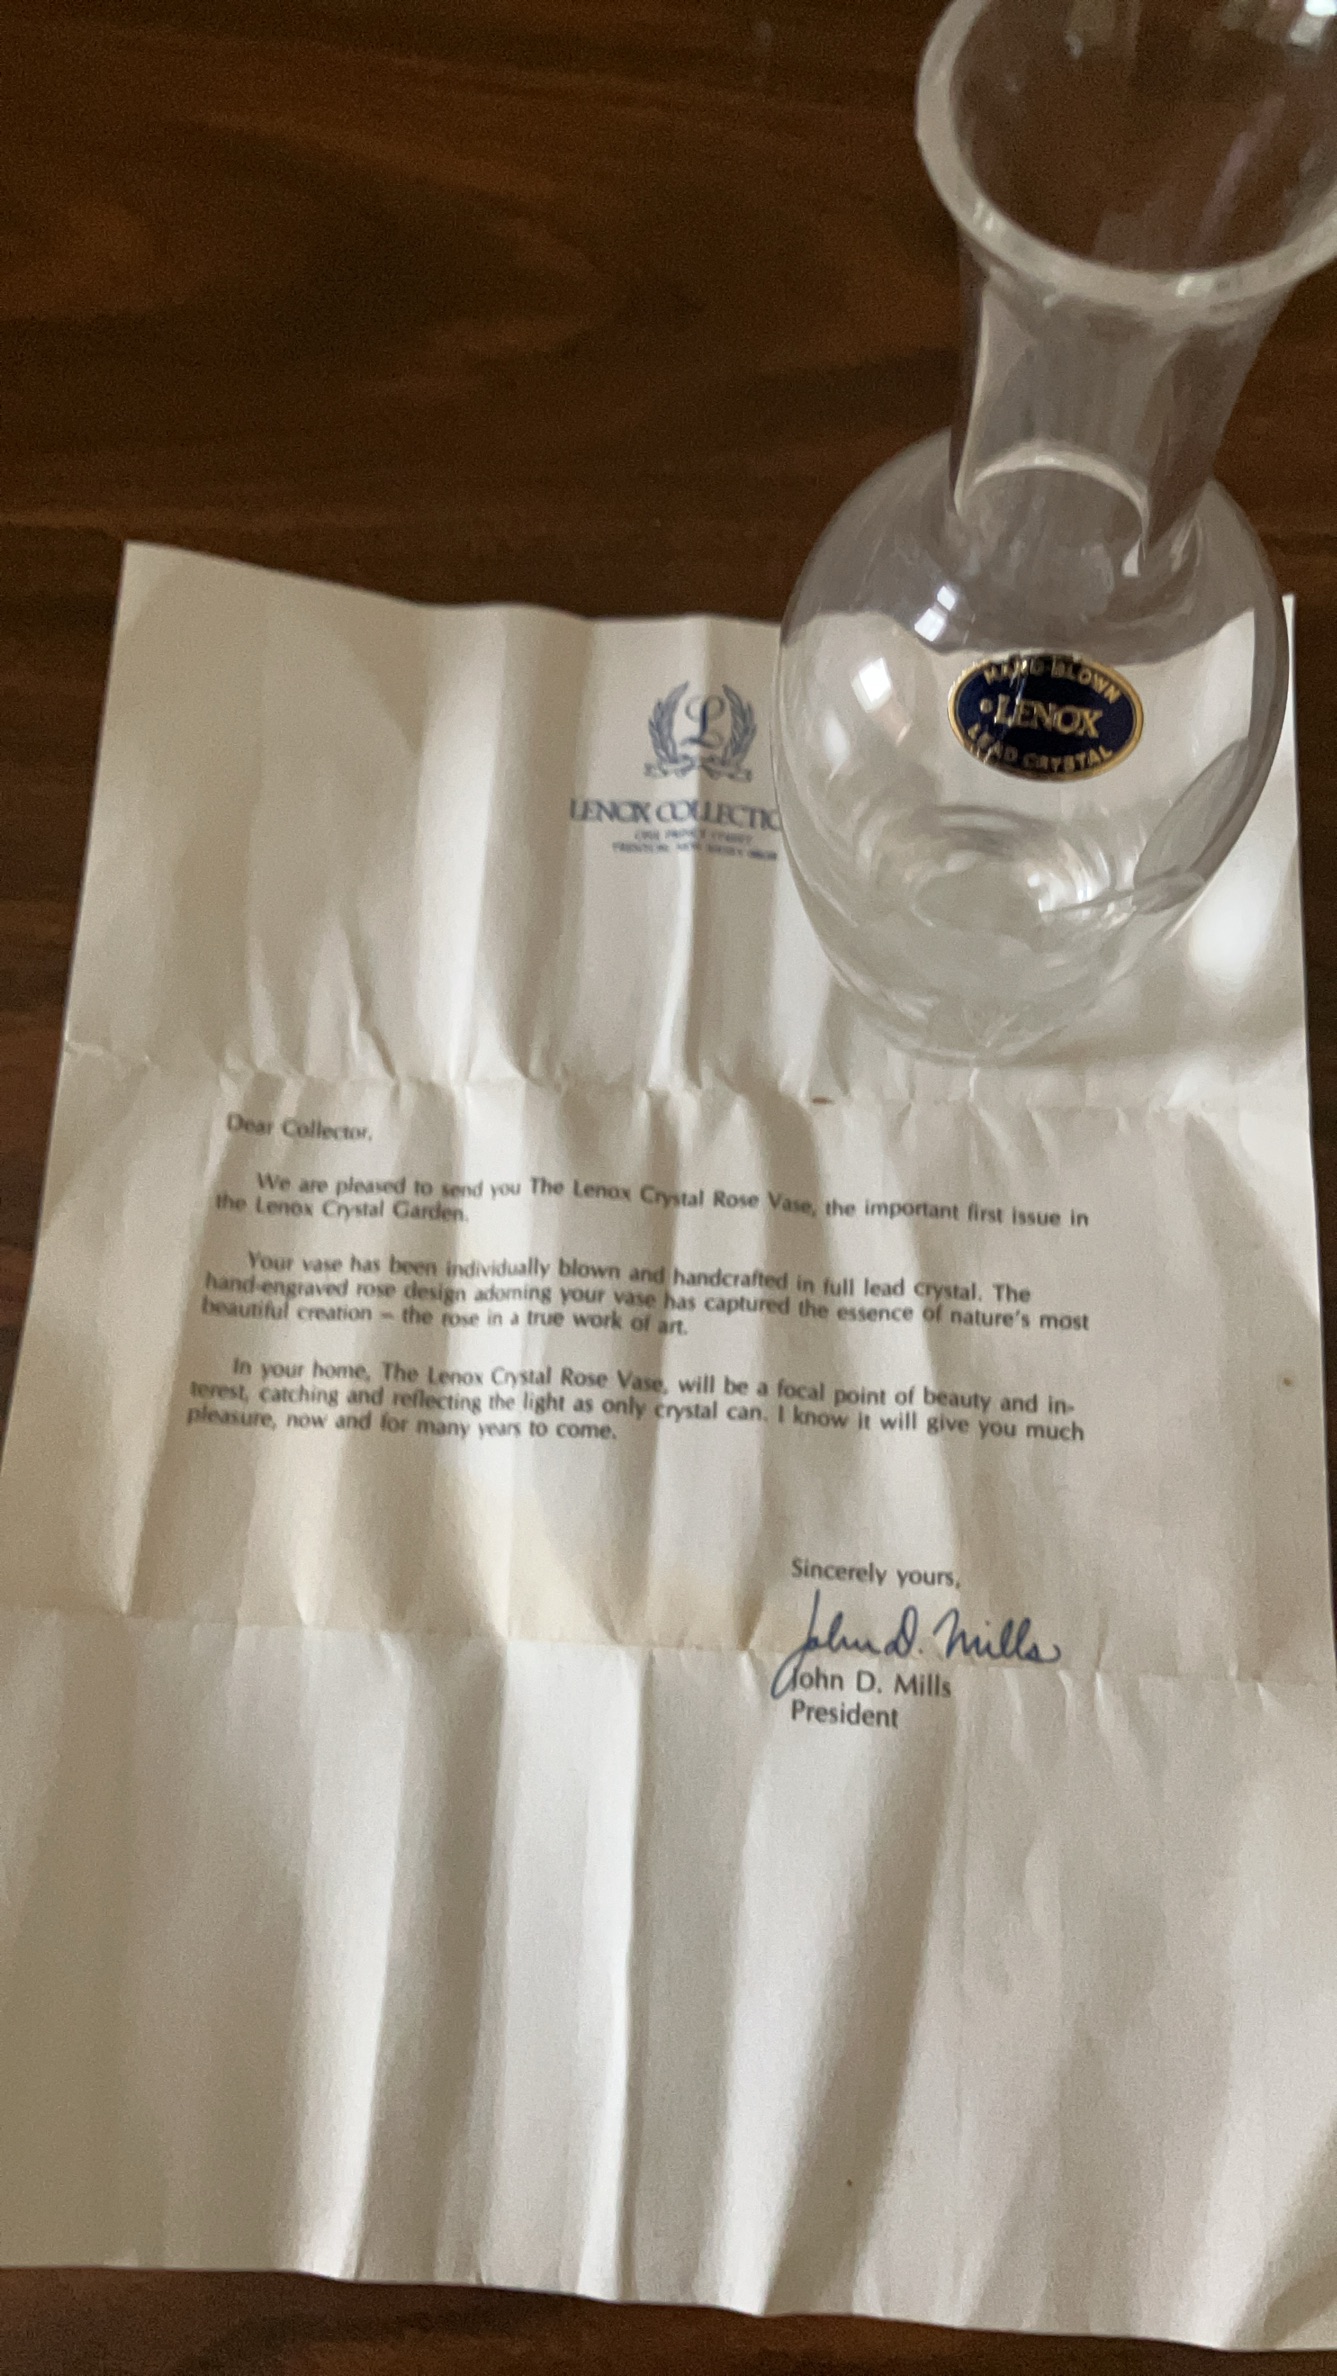 HAND BLOWN
LENOX
LEAD CRYSTAL
L
LENOX COLLECTIO
Dear Collector,
We are pleased to send you The Lenox Crystal Rose Vase, the important first issue in
the Lenox Crystal Garden.
Your vase has been individually blown and handcrafted in full lead crystal. The
hand-engraved rose design adorning your vase has captured the essence of nature's most
beautiful creation – the rose in a true work of art.
In your home, The Lenox Crystal Rose Vase, will be a focal point of beauty and in-
terest, catching and reflecting the light as only crystal can. I know it will give you much
pleasure, now and for many years to come.
Sincerely yours,
John D. Mills
John D. Mills
President